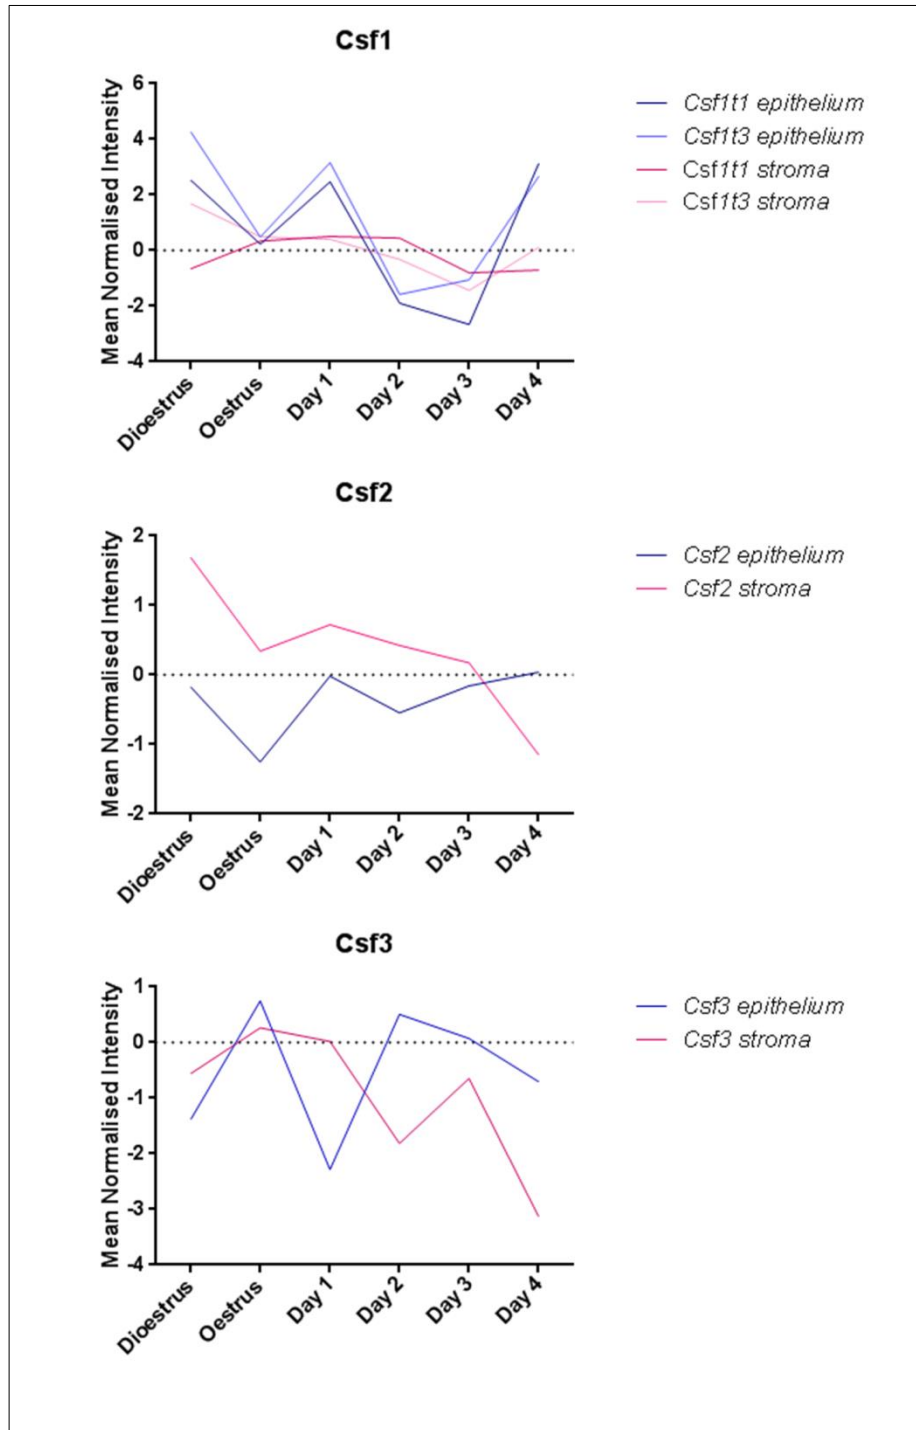 Csf1
Mean Normalised Intensity
6
4
2
0
-2
-4
Dioestrus
Oestrus
Day 1
Day 2
Day 3
Day 4
Csf1t1 epithelium
Csf1t3 epithelium
Csf1t1 stroma
Csf1t3 stroma
Csf2
Mean Normalised Intensity
2
1
0
-1
-2
Dioestrus
Oestrus
Day 1
Day 2
Day 3
Day 4
Csf2 epithelium
Csf2 stroma
Csf3
Mean Normalised Intensity
1
0
-1
-2
-3
-4
Dioestrus
Oestrus
Day 1
Day 2
Day 3
Day 4
Csf3 epithelium
Csf3 stroma